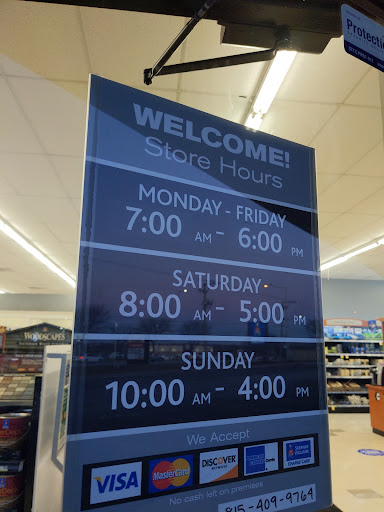 Protecti
WELCOME!
Store Hours
MONDAY - FRIDAY
7:00 AM - 6:00 PM
SATURDAY
8:00 AM - 5:00 PM
SUNDAY
10:00 AM - 4:00 PM
WOODSCAPES
We Accept
VISA MasterCard DISCOVER
No cash left on premises
815-409-9764